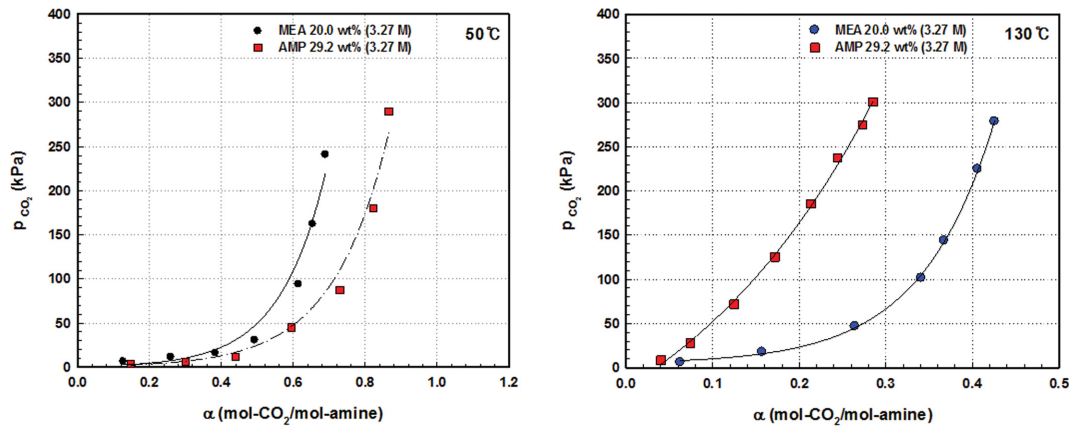 400
350
300
250
200
150
100
50
0
p CO2 (kPa)
MEA 20.0 wt% (3.27 M)
AMP 29.2 wt% (3.27 M)
50℃
0.0 0.2 0.4 0.6 0.8 1.0 1.2
α (mol-CO2/mol-amine)
400
350
300
250
200
150
100
50
0
p CO2 (kPa)
MEA 20.0 wt% (3.27 M)
AMP 29.2 wt% (3.27 M)
130℃
0.0 0.1 0.2 0.3 0.4 0.5
α (mol-CO2/mol-amine)